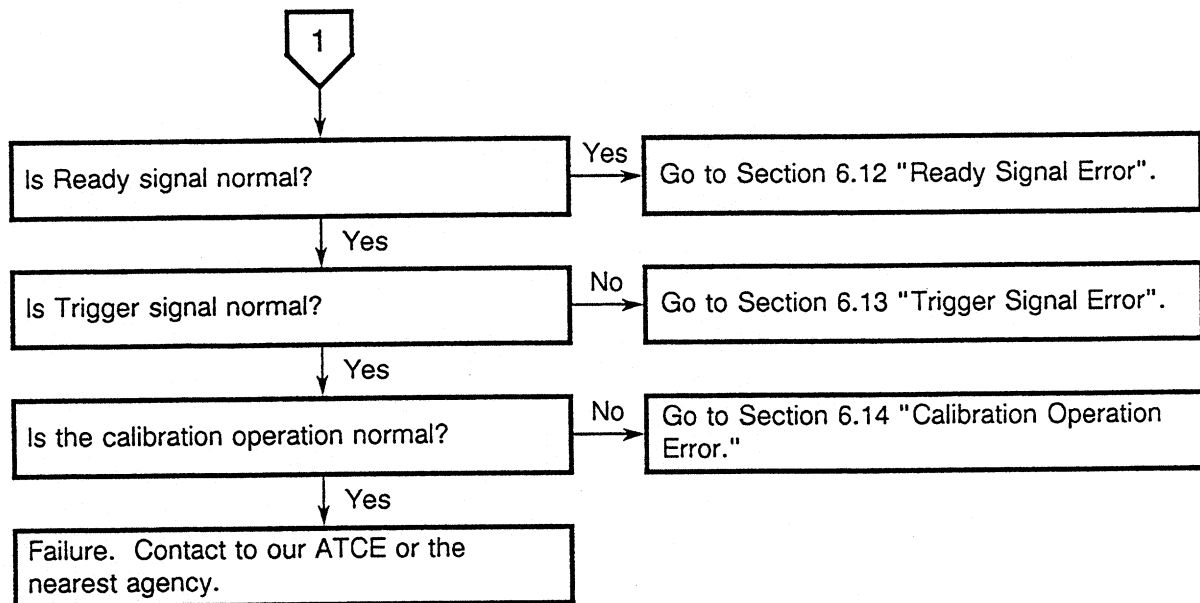 1
Is Ready signal normal?
Yes
Go to Section 6.12 "Ready Signal Error".
Yes
Is Trigger signal normal?
No
Go to Section 6.13 "Trigger Signal Error".
Yes
Is the calibration operation normal?
No
Go to Section 6.14 "Calibration Operation
Error."
Yes
Failure. Contact to our ATCE or the
nearest agency.